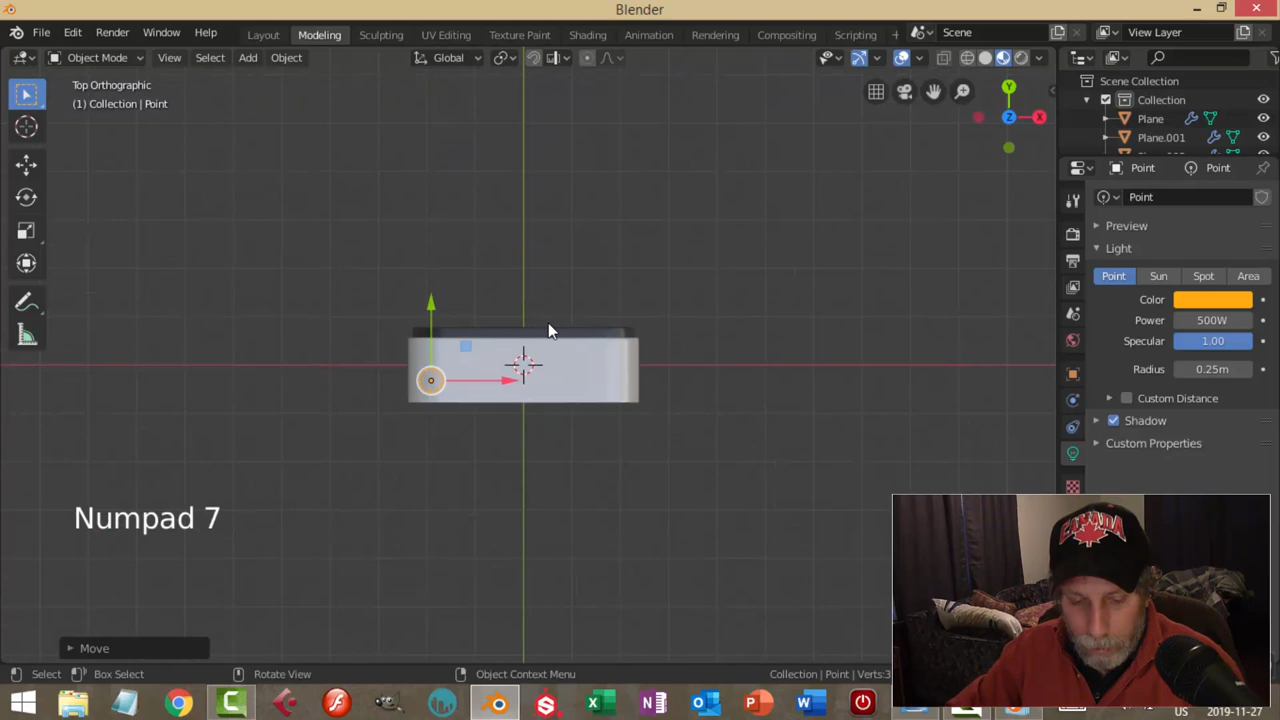 Blender
File Edit Render Window Help
Layout Modeling Sculpting UV Editing Texture Paint Shading Animation Rendering Compositing Scripting +
Scene
View Layer
Object Mode View Select Add Object
Global
Top Orthographic
(1) Collection | Point
Y
Z
X
Scene Collection
Collection
Plane
Plane.001
Point
Point
Point
Preview
Light
Point Sun Spot Area
Color
Power 500W
Specular 1.00
Radius 0.25m
Custom Distance
Shadow
Custom Properties
Numpad 7
CANADA
Move
Select
Box Select
Rotate View
Object Context Menu
Collection | Point | Verts:3
US
2019-11-27